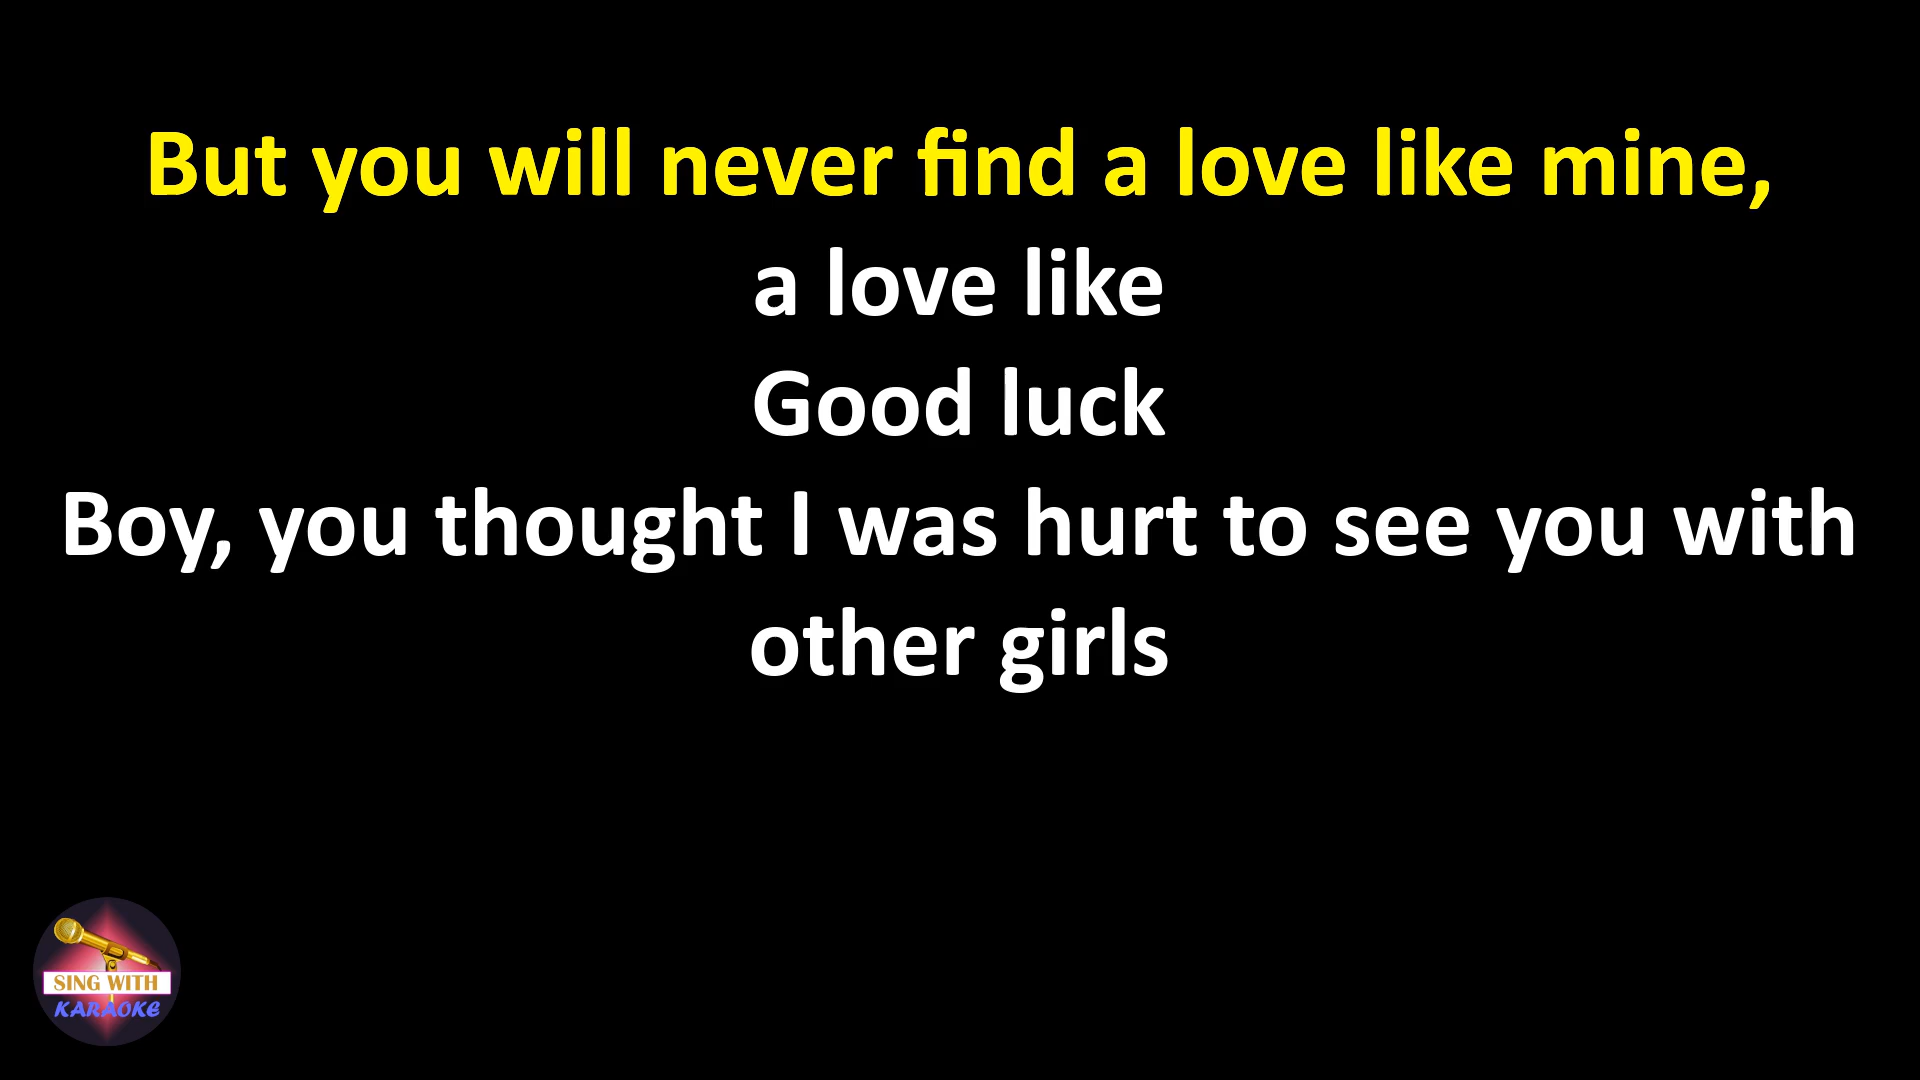 But you will never find a love like mine,
a love like
Good luck
Boy, you thought I was hurt to see you with
other girls
SING WITH
KARAOKE